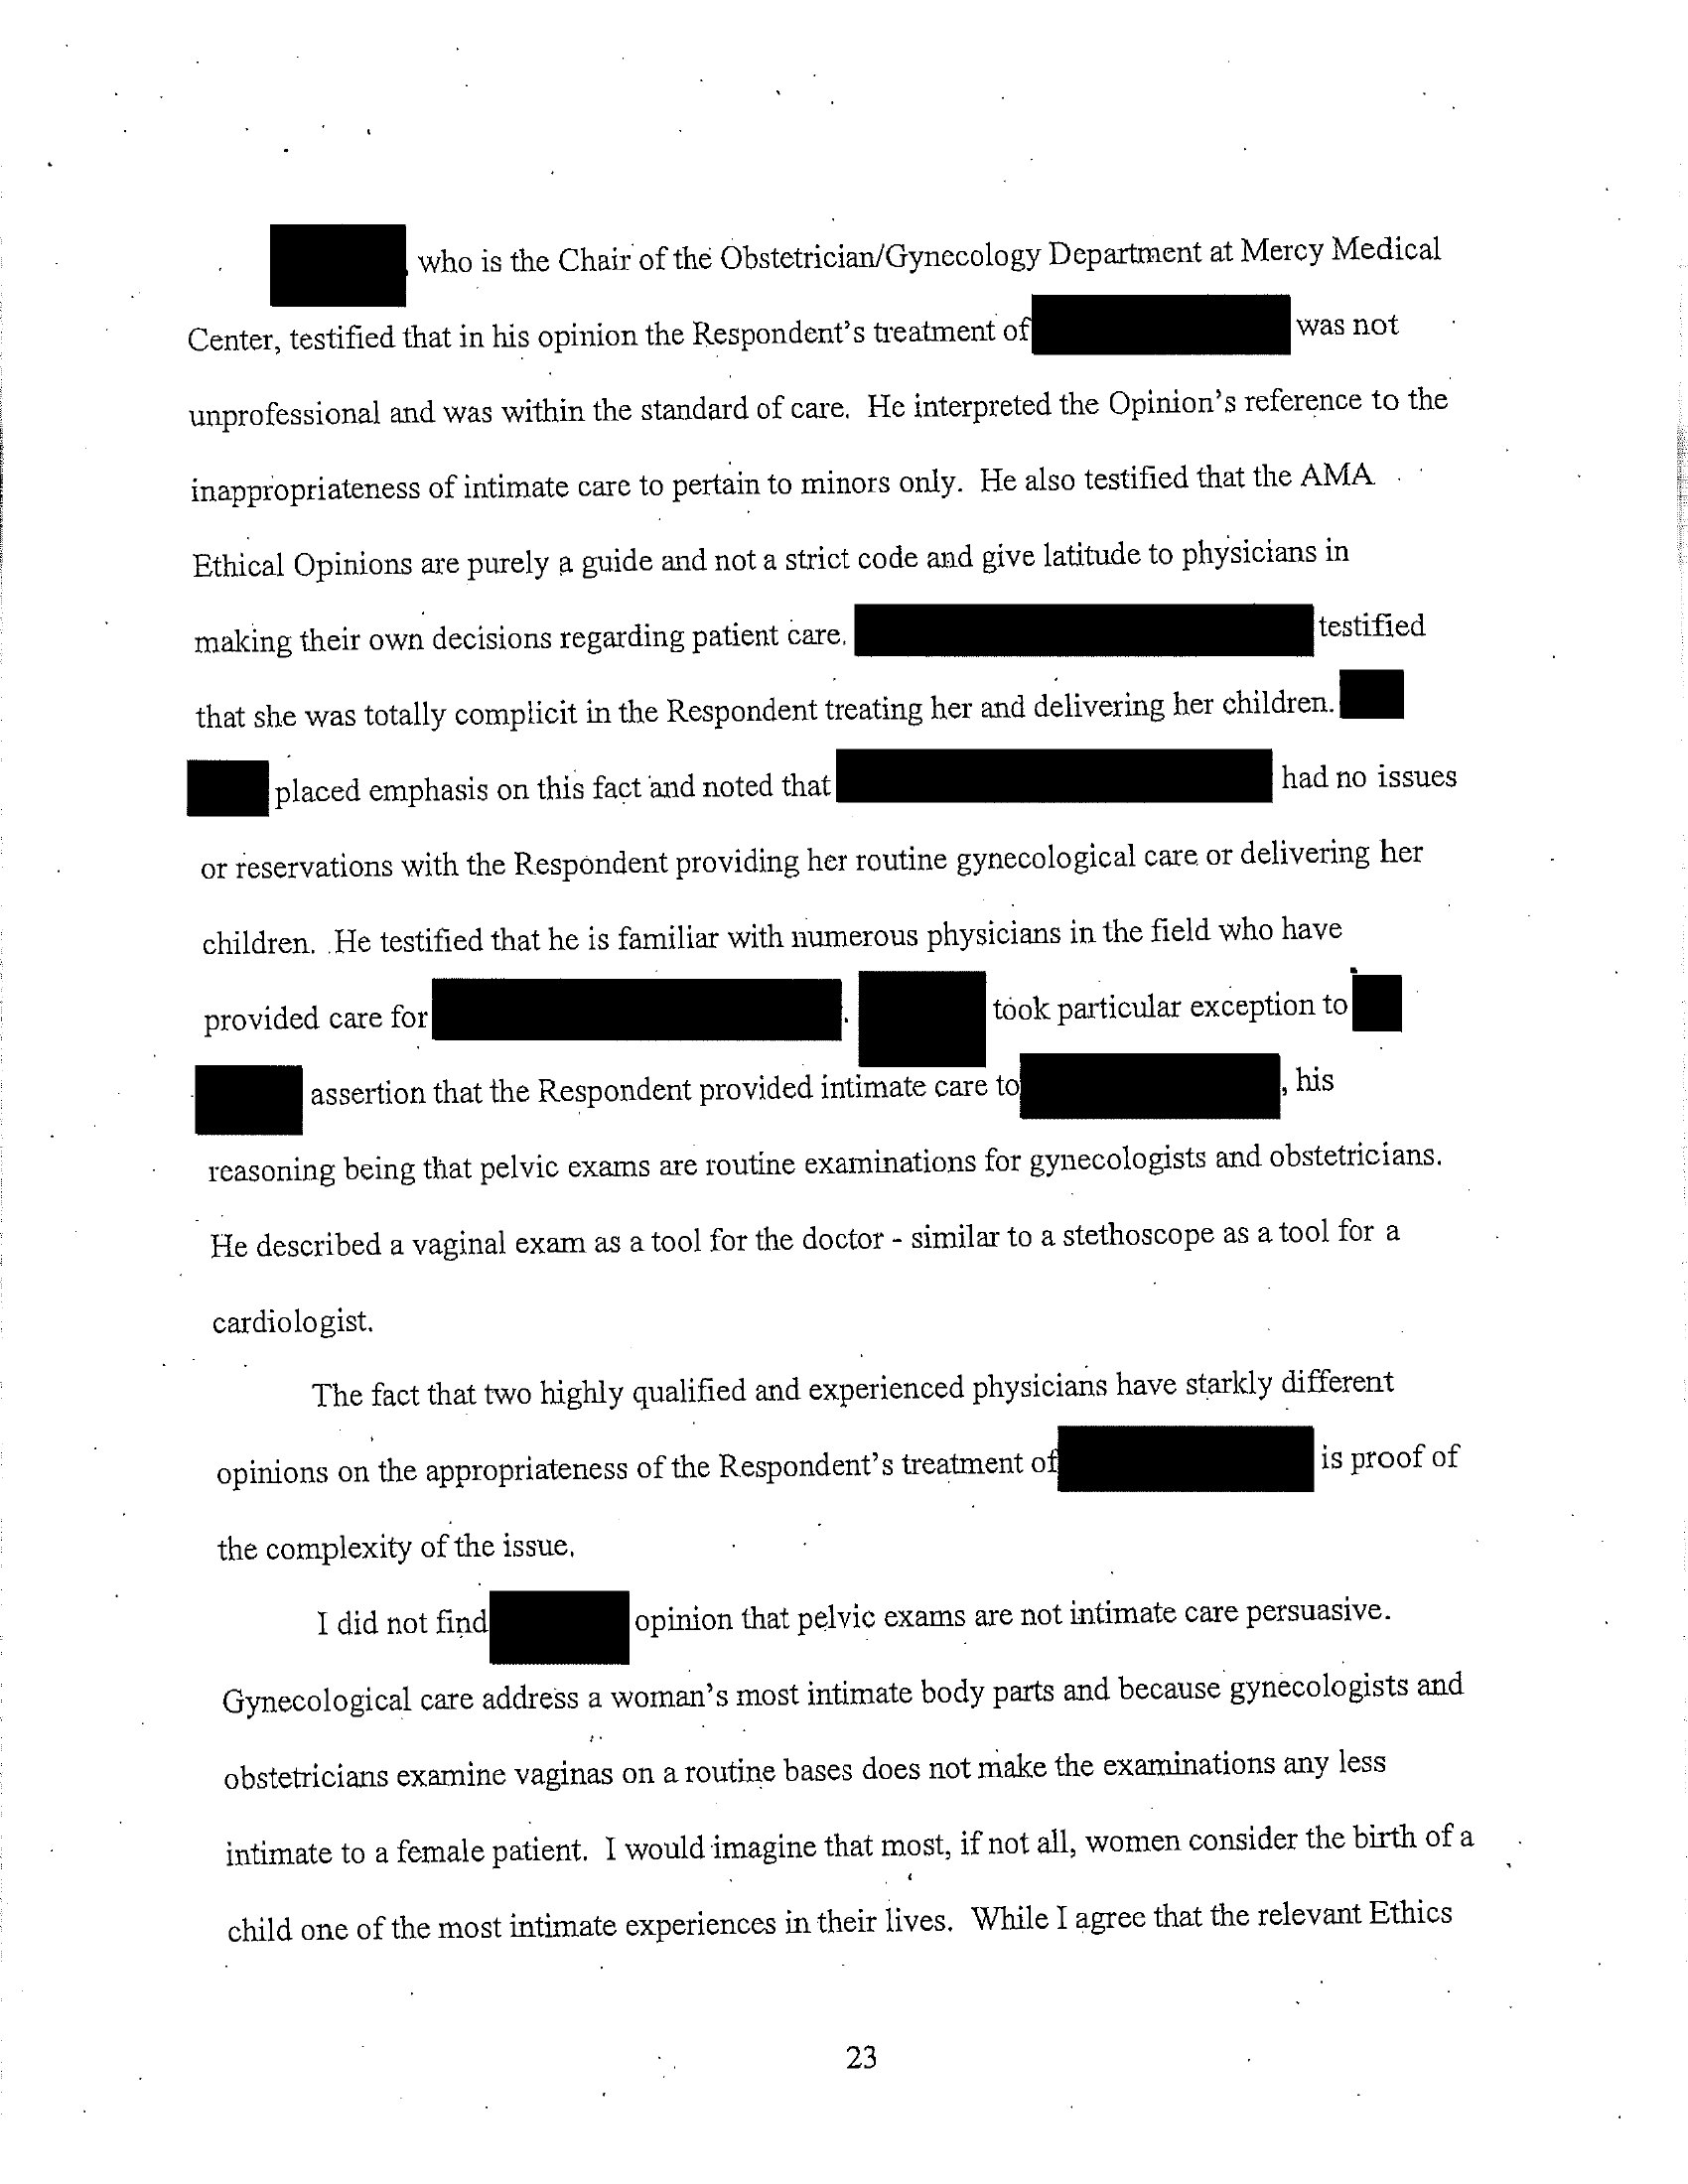 , who is the Chair of the Obstetrician/Gynecology Department at Mercy Medical
Center, testified that in his opinion the Respondent's treatment of was not
unprofessional and was within the standard of care. He interpreted the Opinion's reference to the
inappropriateness of intimate care to pertain to minors only. He also testified that the AMA
Ethical Opinions are purely a guide and not a strict code and give latitude to physicians in
making their own decisions regarding patient care. testified
that she was totally complicit in the Respondent treating her and delivering her children.
placed emphasis on this fact and noted that had no issues
or reservations with the Respondent providing her routine gynecological care or delivering her
children. He testified that he is familiar with numerous physicians in the field who have
provided care for . took particular exception to
assertion that the Respondent provided intimate care to , his
reasoning being that pelvic exams are routine examinations for gynecologists and obstetricians.
He described a vaginal exam as a tool for the doctor - similar to a stethoscope as a tool for a
cardiologist.
The fact that two highly qualified and experienced physicians have starkly different
opinions on the appropriateness of the Respondent's treatment of is proof of
the complexity of the issue.
I did not find opinion that pelvic exams are not intimate care persuasive.
Gynecological care address a woman's most intimate body parts and because gynecologists and
obstetricians examine vaginas on a routine bases does not make the examinations any less
intimate to a female patient. I would imagine that most, if not all, women consider the birth of a
child one of the most intimate experiences in their lives. While I agree that the relevant Ethics
23